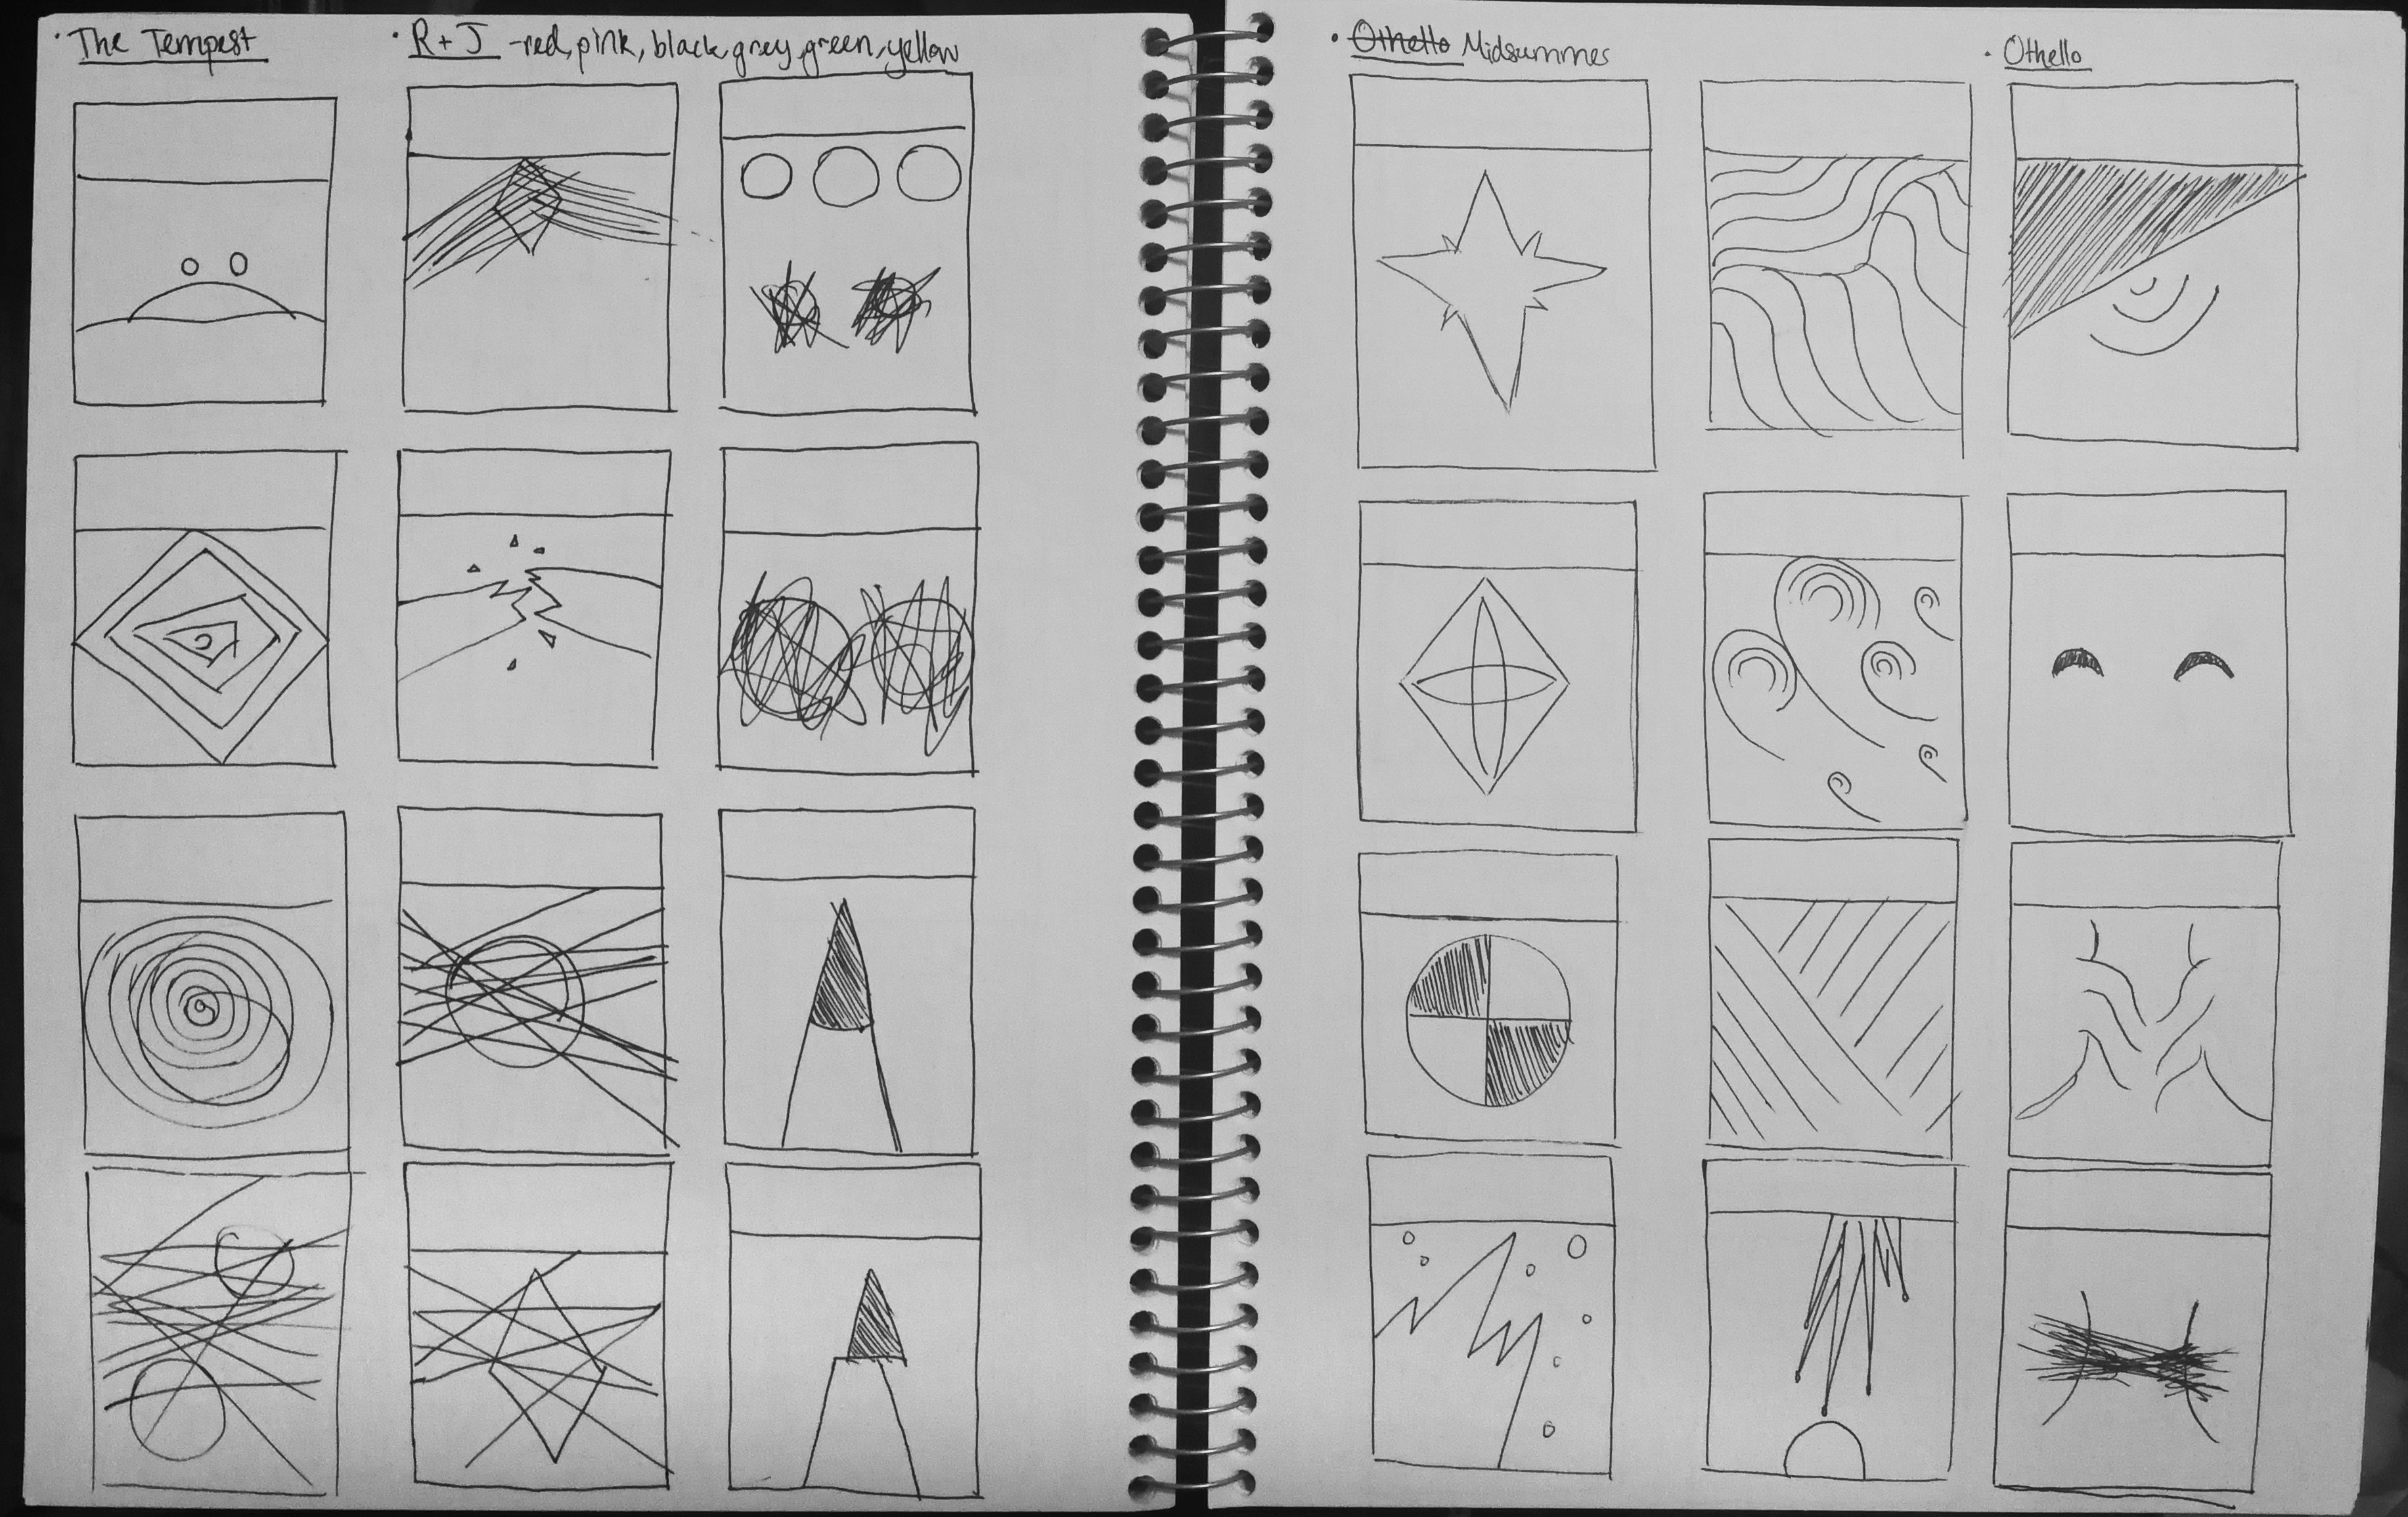 · The Tempest
· R+J -red, pink, black, grey, green, yellow
· Othello Midsummer
· Othello